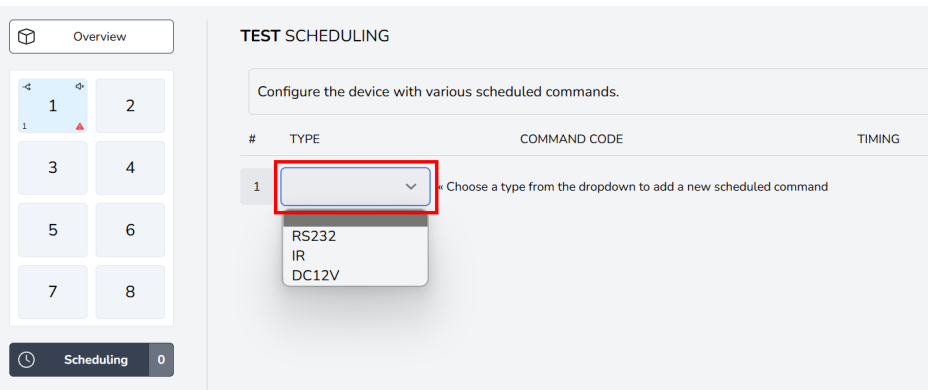 Overview
1
1
2
3
4
5
6
7
8
Scheduling 0
TEST SCHEDULING
Configure the device with various scheduled commands.
# TYPE COMMAND CODE TIMING
1 « Choose a type from the dropdown to add a new scheduled command
RS232
IR
DC12V